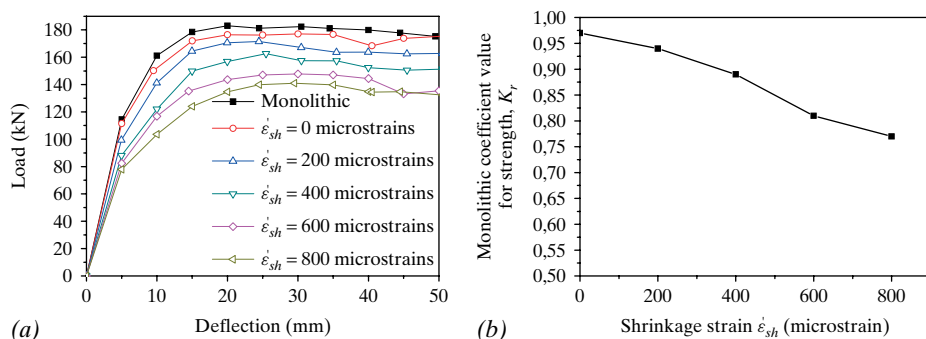 (a)
Load (kN)
180
160
140
120
100
80
60
40
20
0
0 10 20 30 40 50
Deflection (mm)
Monolithic
ε'sh = 0 microstrains
ε'sh = 200 microstrains
ε'sh = 400 microstrains
ε'sh = 600 microstrains
ε'sh = 800 microstrains
(b)
Monolithic coefficient value
for strength, Kr
1,00
0,95
0,90
0,85
0,80
0,75
0,70
0,65
0,60
0,55
0,50
0 200 400 600 800
Shrinkage strain ε'sh (microstrain)